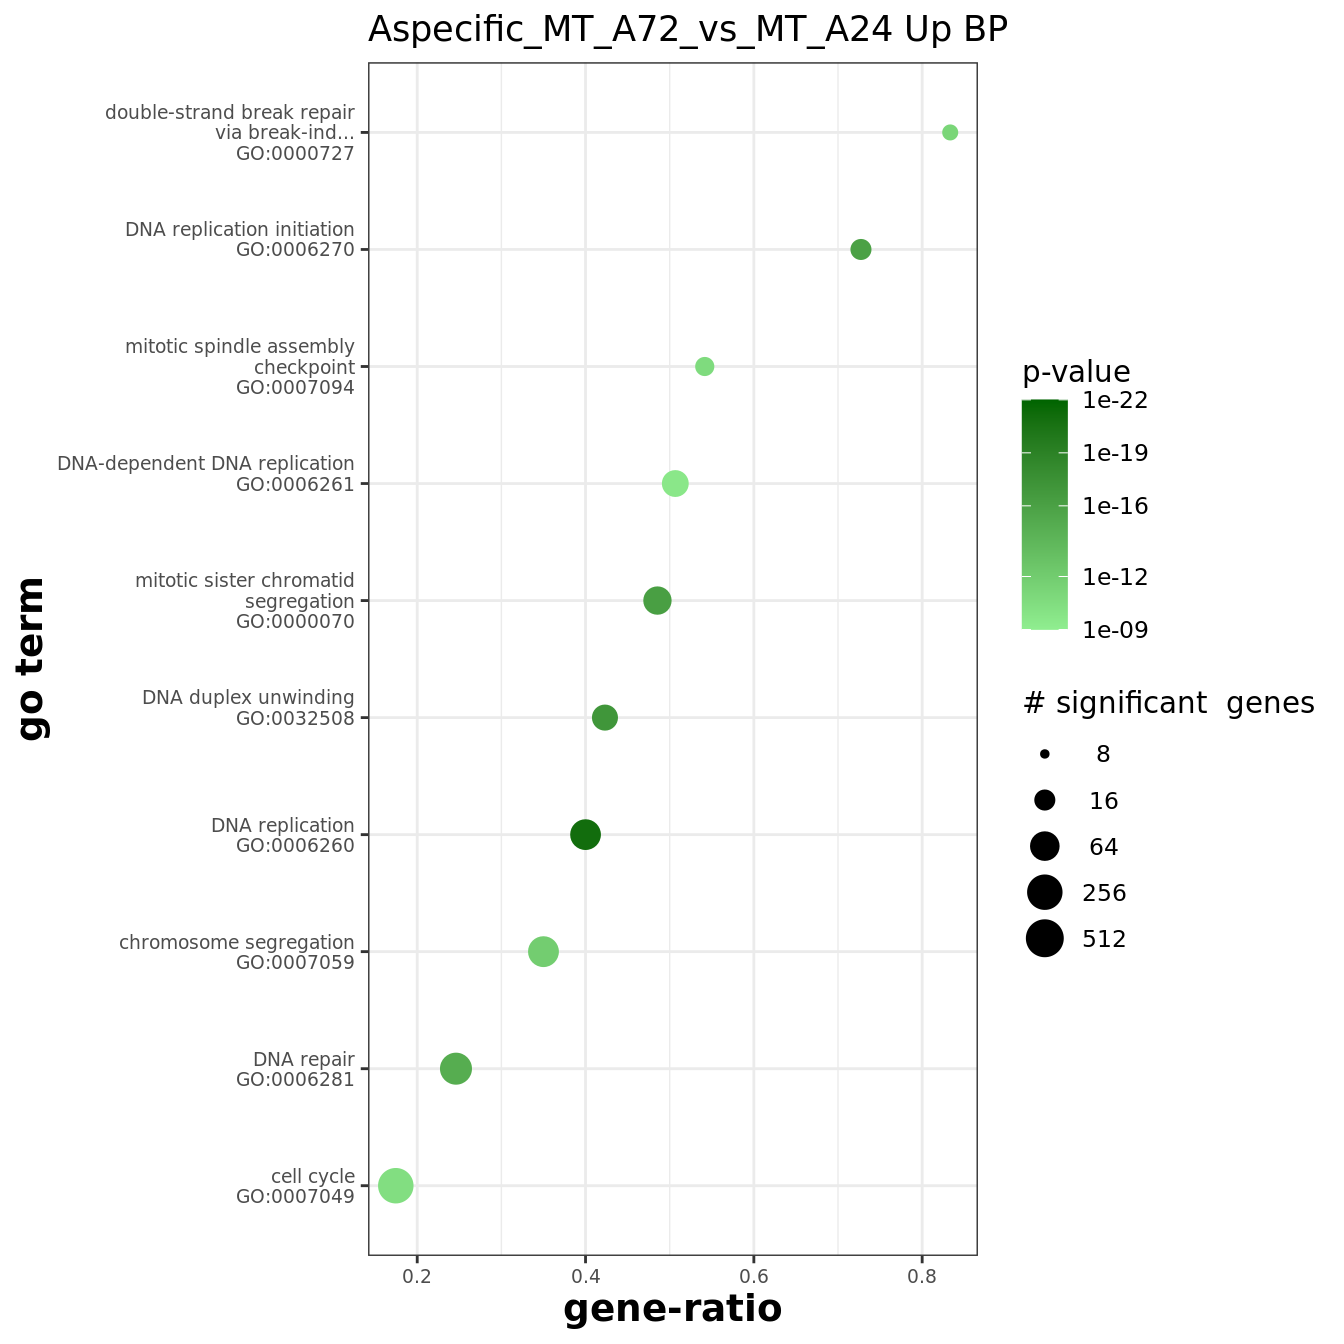 Aspecific_MT_A72_vs_MT_A24 Up BP
double-strand break repair
via break-ind...
GO:0000727
DNA replication initiation
GO:0006270
mitotic spindle assembly
checkpoint
GO:0007094
DNA-dependent DNA replication
GO:0006261
mitotic sister chromatid
segregation
GO:0000070
DNA duplex unwinding
GO:0032508
DNA replication
GO:0006260
chromosome segregation
GO:0007059
DNA repair
GO:0006281
cell cycle
GO:0007049
go term
0.2
0.4
0.6
0.8
gene-ratio
p-value
1e-22
1e-19
1e-16
1e-12
1e-09
# significant  genes
8
16
64
256
512